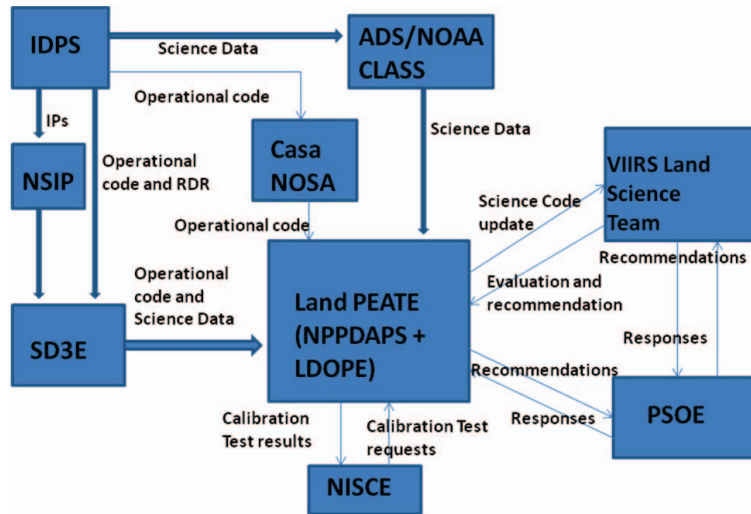 IDPS
Science Data
ADS/NOAA
CLASS
Operational code
IPs
Science Data
Operational
code and RDR
Casa
NOSA
NSIP
VIIRS Land
Science
Team
Science Code
update
Operational code
Recommendations
Operational
code and
Science Data
Evaluation and
recommendation
Land PEATE
(NPPDAPS +
LDOPE)
SD3E
Responses
Recommendations
Calibration
Test results
Calibration Test
requests
Responses
PSOE
NISCE